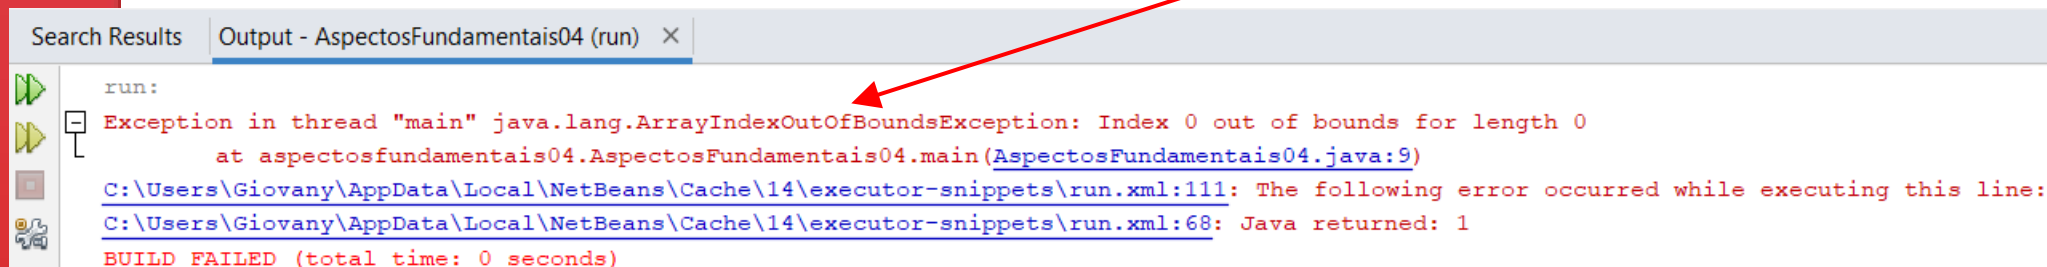 Search Results Output - AspectosFundamentais04 (run) ×
run:
Exception in thread "main" java.lang.ArrayIndexOutOfBoundsException: Index 0 out of bounds for length 0
at aspectosfundamentais04.AspectosFundamentais04.main(AspectosFundamentais04.java:9)
C:\Users\Giovany\AppData\Local\NetBeans\Cache\14\executor-snippets\run.xml:111: The following error occurred while executing this line:
C:\Users\Giovany\AppData\Local\NetBeans\Cache\14\executor-snippets\run.xml:68: Java returned: 1
BUILD FAILED (total time: 0 seconds)